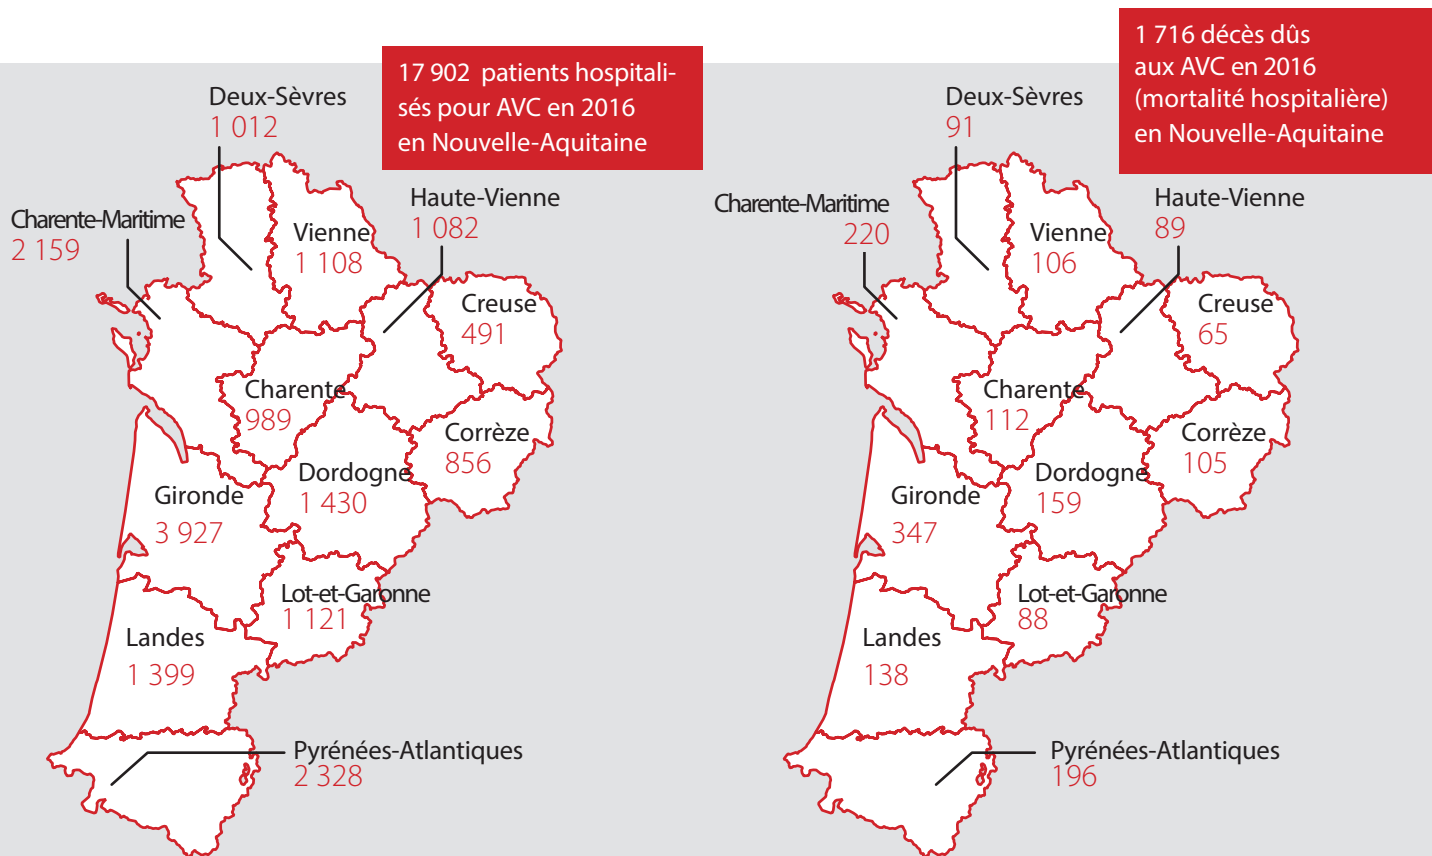 17 902 patients hospitali-
sés pour AVC en 2016
en Nouvelle-Aquitaine
Deux-Sèvres
1 012
Charente-Maritime
2 159
Vienne
1 108
Haute-Vienne
1 082
Creuse
491
Charente
989
Corrèze
856
Dordogne
1 430
Gironde
3 927
Lot-et-Garonne
1 121
Landes
1 399
Pyrénées-Atlantiques
2 328
1 716 décès dûs
aux AVC en 2016
(mortalité hospitalière)
en Nouvelle-Aquitaine
Deux-Sèvres
91
Charente-Maritime
220
Vienne
106
Haute-Vienne
89
Creuse
65
Charente
112
Corrèze
105
Dordogne
159
Gironde
347
Lot-et-Garonne
88
Landes
138
Pyrénées-Atlantiques
196